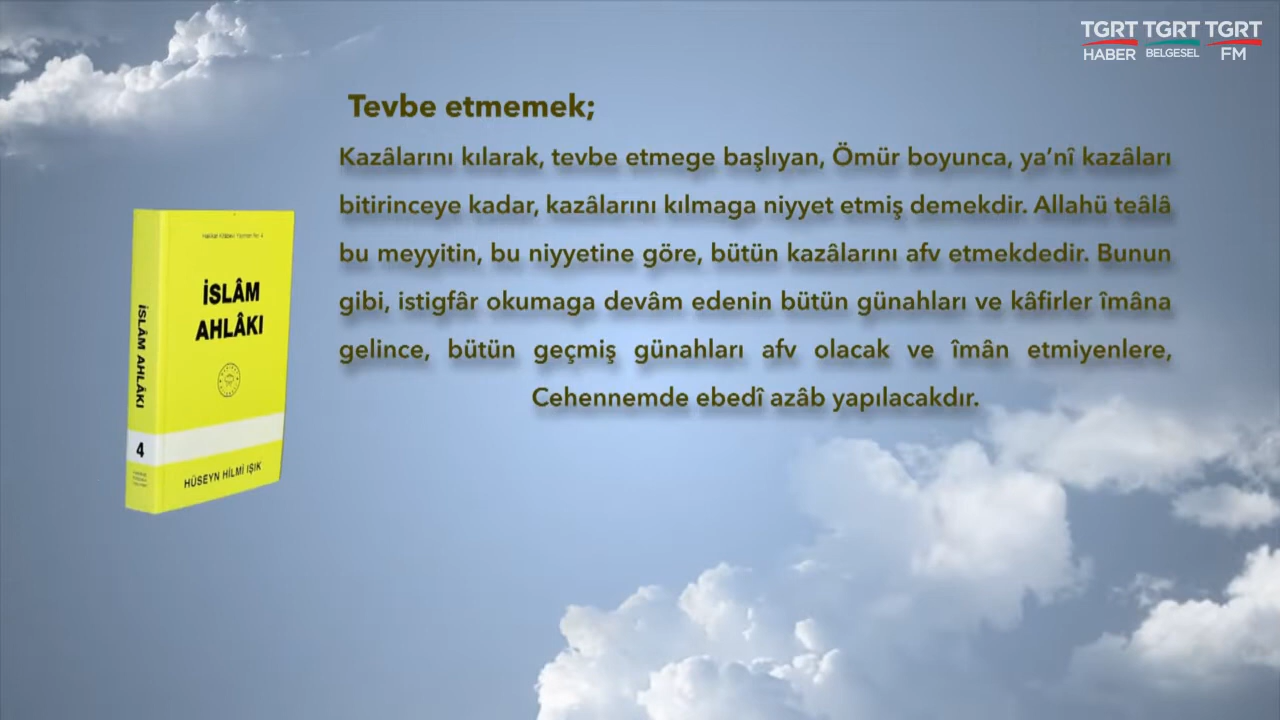 TGRT TGRT TGRT
HABER BELGESEL FM
Tevbe etmemek;
Kazâlarını kılarak, tevbe etmege başlıyan, Ömür boyunca, ya’nî kazâları
bitirinceye kadar, kazâlarını kılmaga niyyet etmiş demekdir. Allahü teâlâ
bu meyyitin, bu niyyetine göre, bütün kazâlarını afv etmekdedir. Bunun
gibi, istigfâr okumaga devâm edenin bütün günahları ve kâfirler îmâna
gelince, bütün geçmiş günahları afv olacak ve îmân etmiyenlere,
Cehennemde ebedî azâb yapılacakdır.
İSLÂM
AHLÂKI
HÜSEYN HİLMİ IŞIK
İSLÂM AHLÂKI
4